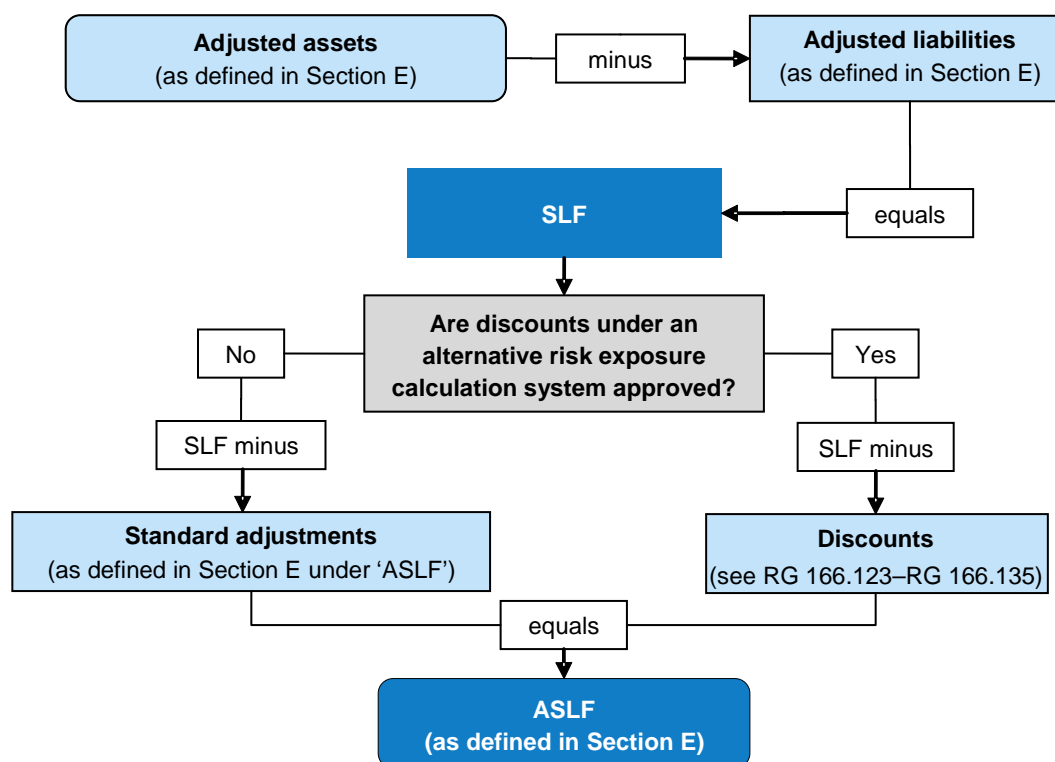 Adjusted assets
(as defined in Section E)
minus
Adjusted liabilities
(as defined in Section E)
equals
SLF
Are discounts under an
alternative risk exposure
calculation system approved?
No
Yes
SLF minus
SLF minus
Standard adjustments
(as defined in Section E under ‘ASLF’)
Discounts
(see RG 166.123–RG 166.135)
equals
ASLF
(as defined in Section E)